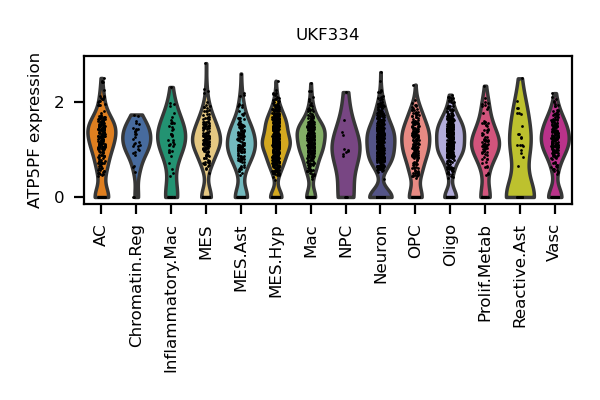 UKF334
ATP5PF expression
2
0
AC
Chromatin.Reg
Inflammatory.Mac
MES
MES.Ast
MES.Hyp
Mac
NPC
Neuron
OPC
Oligo
Prolif.Metab
Reactive.Ast
Vasc